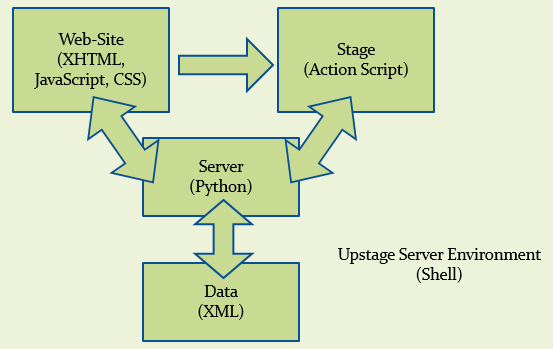 Web-Site
(XHTML,
JavaScript, CSS)
Stage
(Action Script)
Server
(Python)
Upstage Server Environment
(Shell)
Data
(XML)